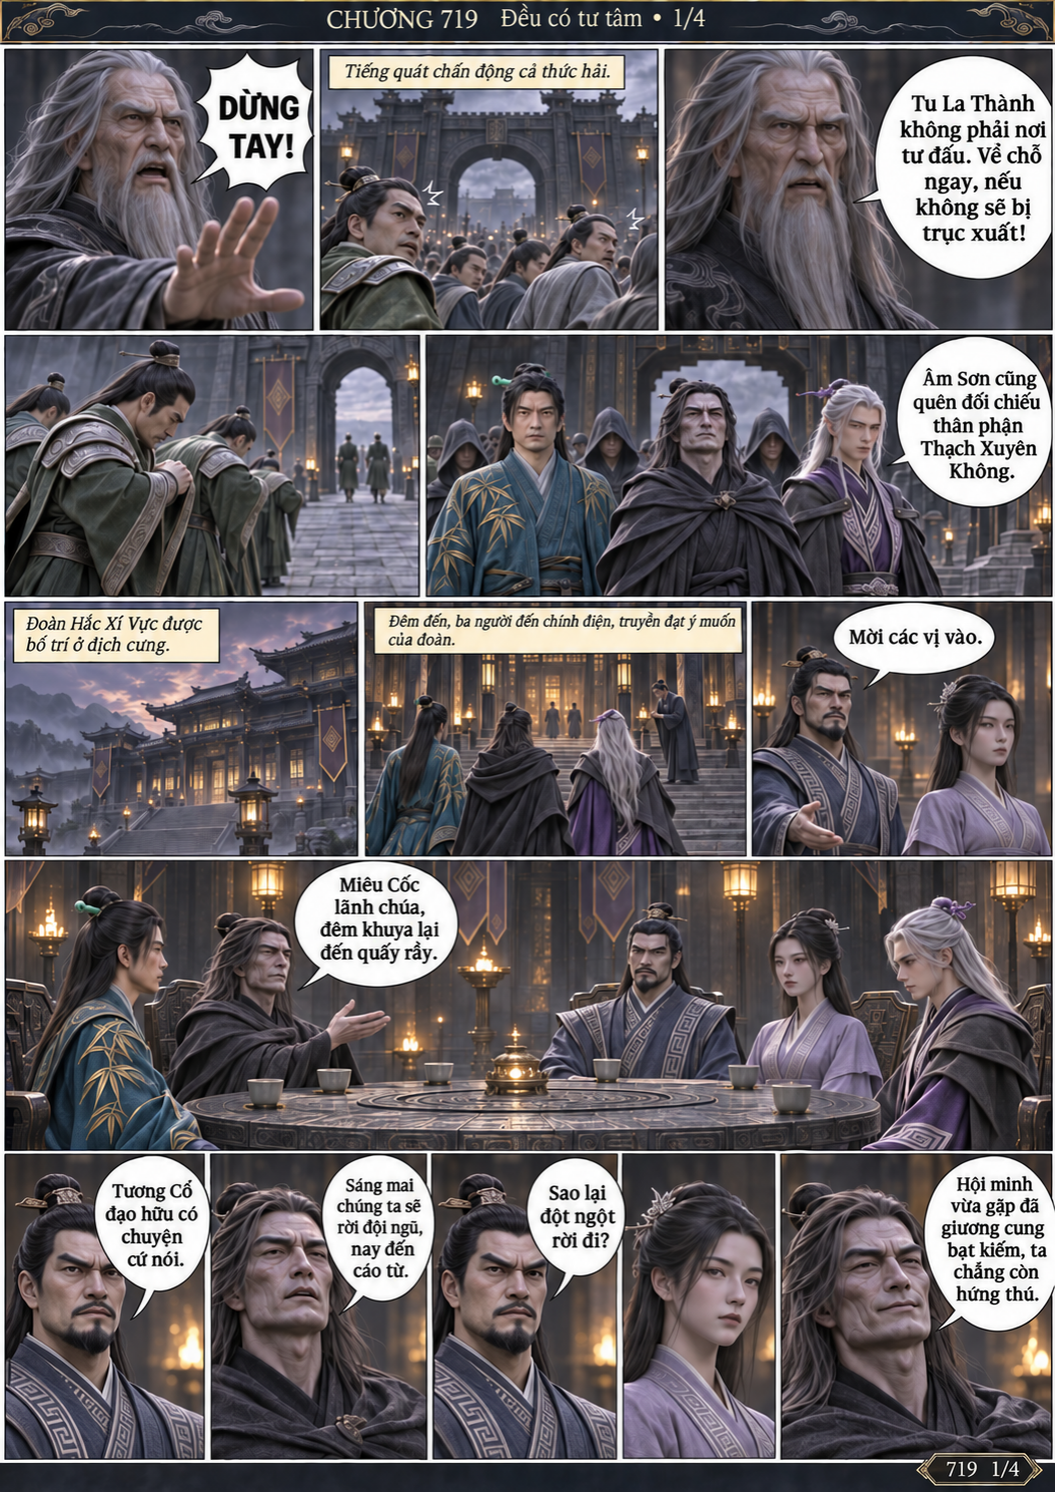 CHƯƠNG 719 Đều có tư tâm • 1/4
DỪNG
TAY!
Tiếng quát chấn động cả thức hải.
Tu La Thành
không phải nơi
tư đấu. Về chỗ
ngay, nếu
không sẽ bị
trục xuất!
Âm Sơn cũng
quên đối chiếu
thân phận
Thạch Xuyên
Không.
Đoàn Hắc Xí Vực được
bố trí ở dịch cung.
Đêm đến, ba người đến chính điện, truyền đạt ý muốn
của đoàn.
Mời các vị vào.
Miêu Cốc
lãnh chúa,
đêm khuya lại
đến quấy rầy.
Tương Cổ
đạo hữu có
chuyện
cứ nói.
Sáng mai
chúng ta sẽ
rời đội ngũ,
nay đến
cáo từ.
Sao lại
đột ngột
rời đi?
Hội minh
vừa gặp đã
giương cung
bạt kiếm, ta
chẳng còn
hứng thú.
719 1/4